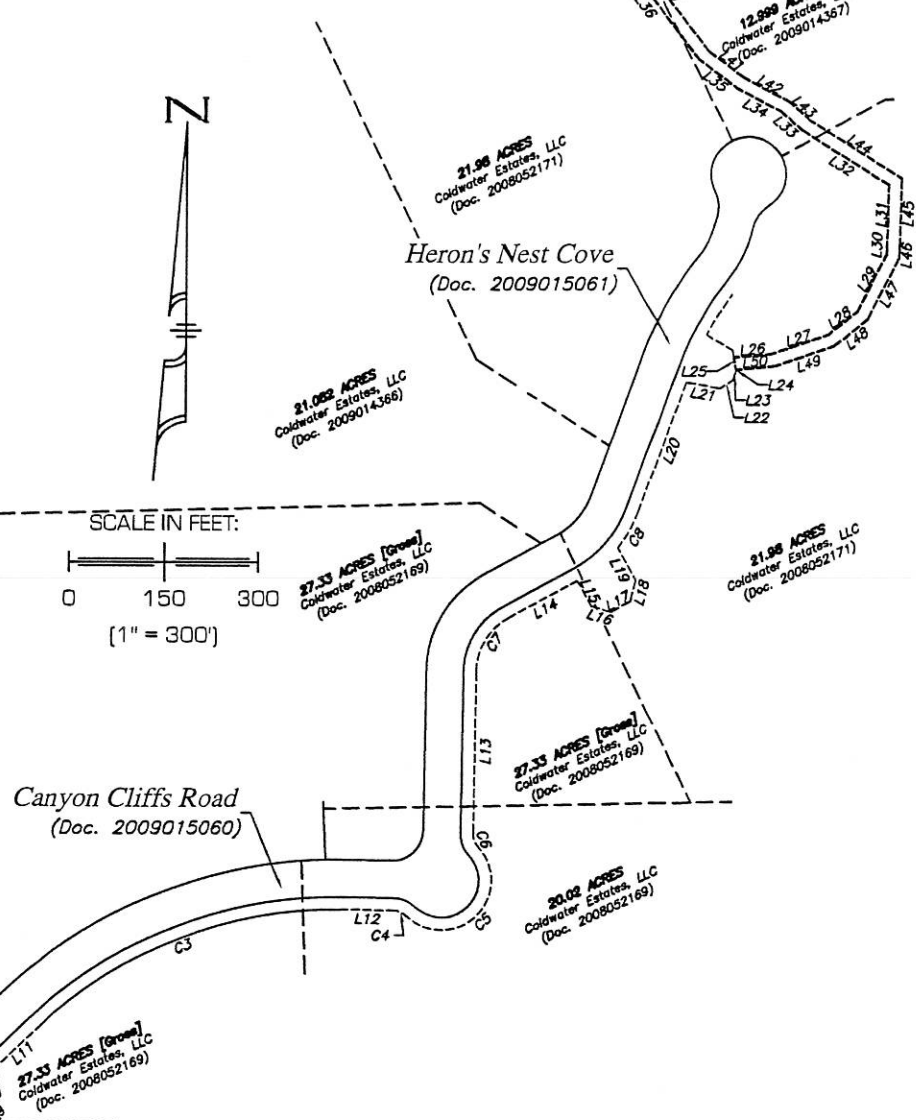 L36
12.999
Coldwater Estates,
(Doc. 2009014367)
L35
L42
L34
L43
L33
L44
L32
N
21.98 ACRES
Coldwater Estates, LLC
(Doc. 2008052171)
L31
L45
L30
L46
Heron's Nest Cove
(Doc. 2009015061)
L29
L47
L28
L48
L27
L26
L50
L49
L25
L24
L21
L23
L22
21.082 ACRES
Coldwater Estates, LLC
(Doc. 2009014366)
L20
SCALE IN FEET:
0 150 300
(1" = 300')
27.33 ACRES [Gross]
Coldwater Estates, LLC
(Doc. 2008052169)
C8
21.98 ACRES
Coldwater Estates, LLC
(Doc. 2008052171)
L19
L18
L15
L17
L14
L16
C7
L13
27.33 ACRES [Gross]
Coldwater Estates, LLC
(Doc. 2008052169)
Canyon Cliffs Road
(Doc. 2009015060)
C6
20.02 ACRES
Coldwater Estates, LLC
(Doc. 2008052169)
L12
C5
C4
C3
L11
27.33 ACRES [Gross]
Coldwater Estates, LLC
(Doc. 2008052169)